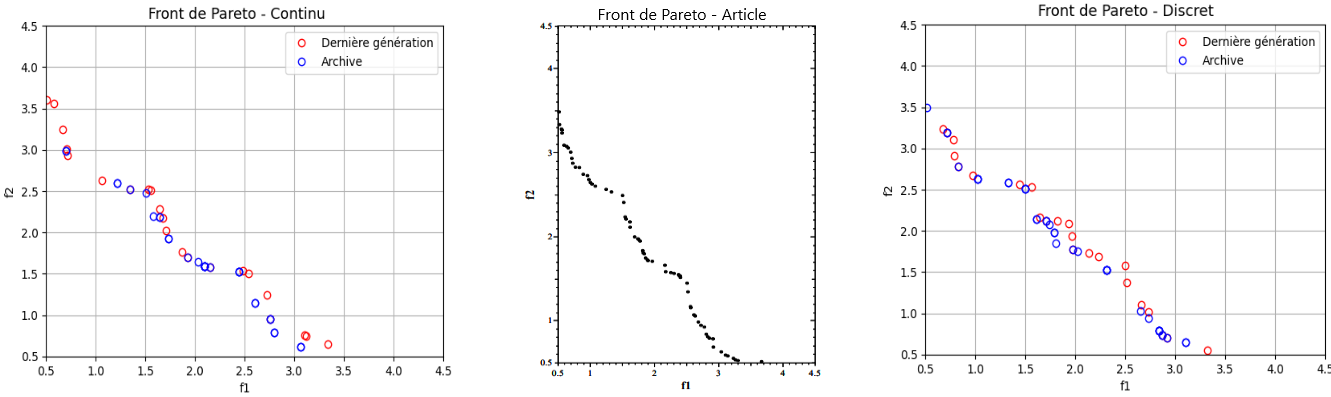 Front de Pareto - Continu
4.5
4.0
3.5
3.0
2.5
2.0
1.5
1.0
0.5
f2
Dernière génération
Archive
0.5 1.0 1.5 2.0 2.5 3.0 3.5 4.0 4.5
f1
Front de Pareto - Article
4.5
4
3
2
1
0.5
f2
0.5 1 2 3 4 4.5
f1
Front de Pareto - Discret
4.5
4.0
3.5
3.0
2.5
2.0
1.5
1.0
0.5
f2
Dernière génération
Archive
0.5 1.0 1.5 2.0 2.5 3.0 3.5 4.0 4.5
f1